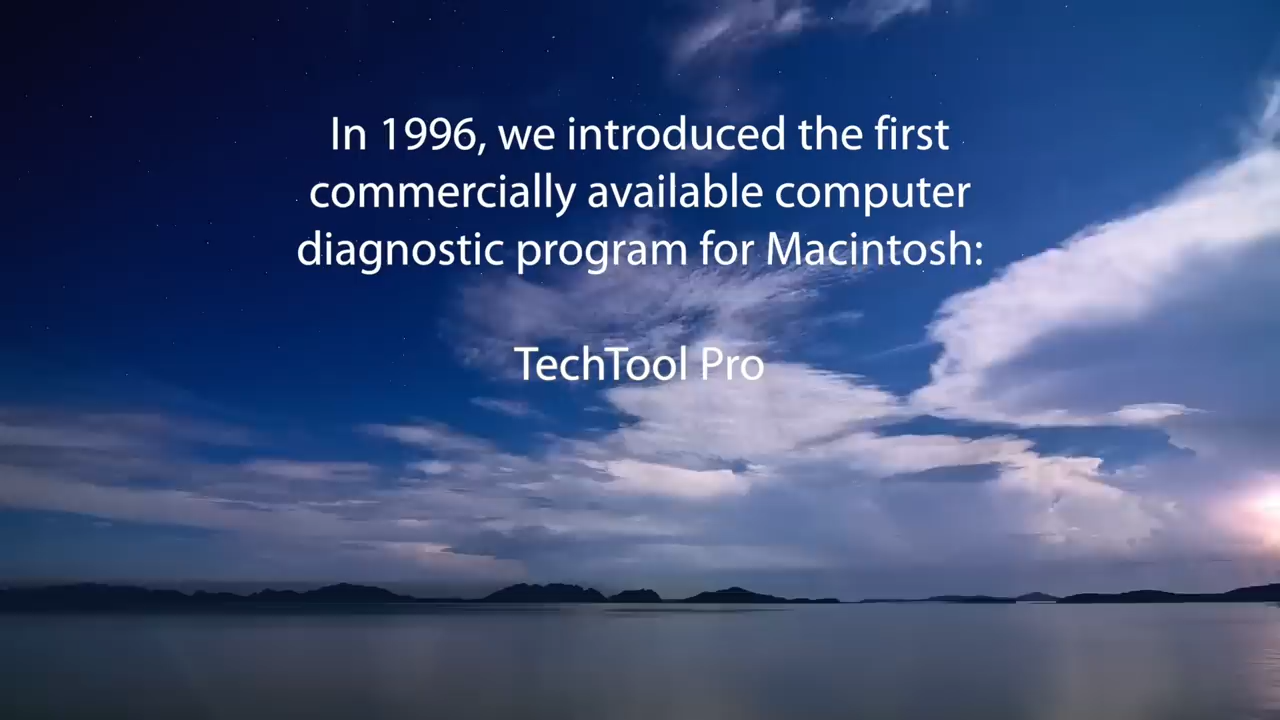 In 1996, we introduced the first
commercially available computer
diagnostic program for Macintosh:
TechTool Pro